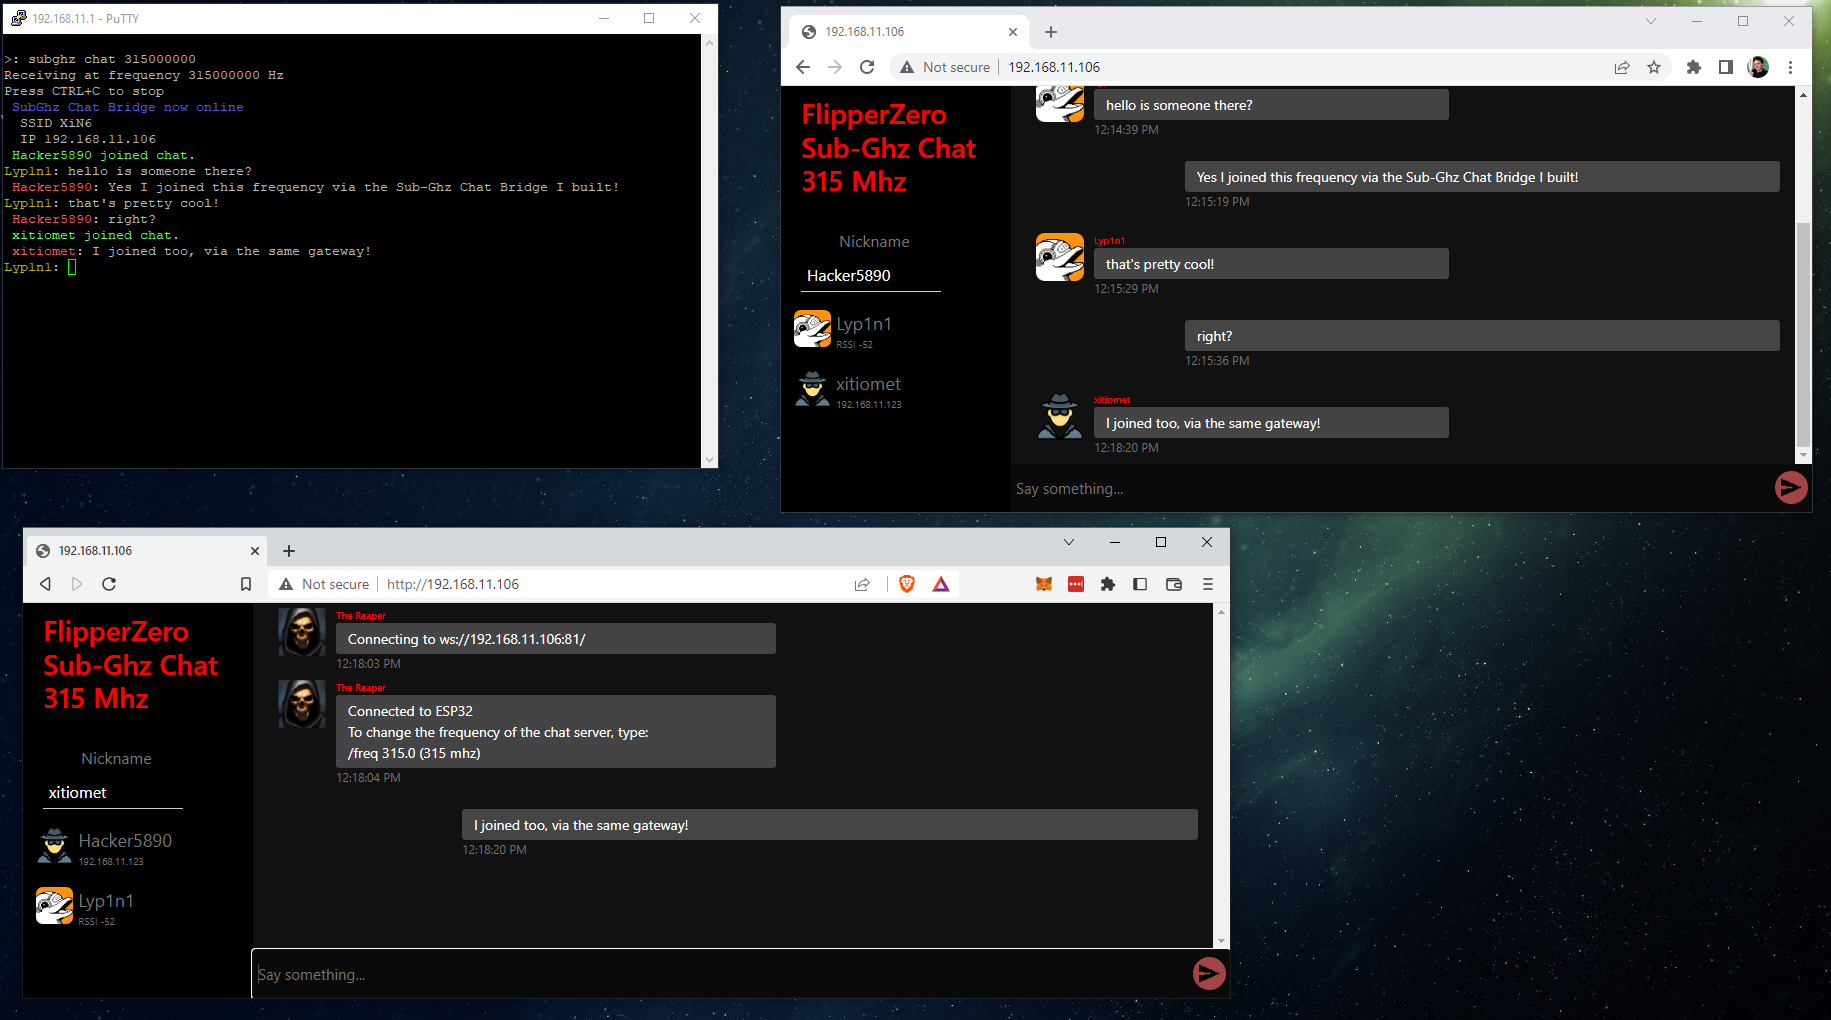 192.168.11.1 - PuTTY
>: subghz chat 315000000
Receiving at frequency 315000000 Hz
Press CTRL+C to stop
SubGhz Chat Bridge now online
SSID XiN6
IP 192.168.11.106
Hacker5890 joined chat.
Lyp1n1: hello is someone there?
Hacker5890: Yes I joined this frequency via the Sub-Ghz Chat Bridge I built!
Lyp1n1: that's pretty cool!
Hacker5890: right?
xitiomet joined chat.
xitiomet: I joined too, via the same gateway!
Lyp1n1:
192.168.11.106
Not secure
192.168.11.106
FlipperZero
Sub-Ghz Chat
315 Mhz
Nickname
Hacker5890
Lyp1n1
RSSI -52
xitiomet
192.168.11.123
hello is someone there?
12:14:39 PM
Yes I joined this frequency via the Sub-Ghz Chat Bridge I built!
12:15:19 PM
Lyp1n1
that's pretty cool!
12:15:29 PM
right?
12:15:36 PM
xitiomet
I joined too, via the same gateway!
12:18:20 PM
Say something...
192.168.11.106
Not secure
http://192.168.11.106
FlipperZero
Sub-Ghz Chat
315 Mhz
Nickname
xitiomet
Hacker5890
192.168.11.123
Lyp1n1
RSSI -52
The Reaper
Connecting to ws://192.168.11.106:81/
12:18:03 PM
The Reaper
Connected to ESP32
To change the frequency of the chat server, type:
/freq 315.0 (315 mhz)
12:18:04 PM
I joined too, via the same gateway!
12:18:20 PM
Say something...